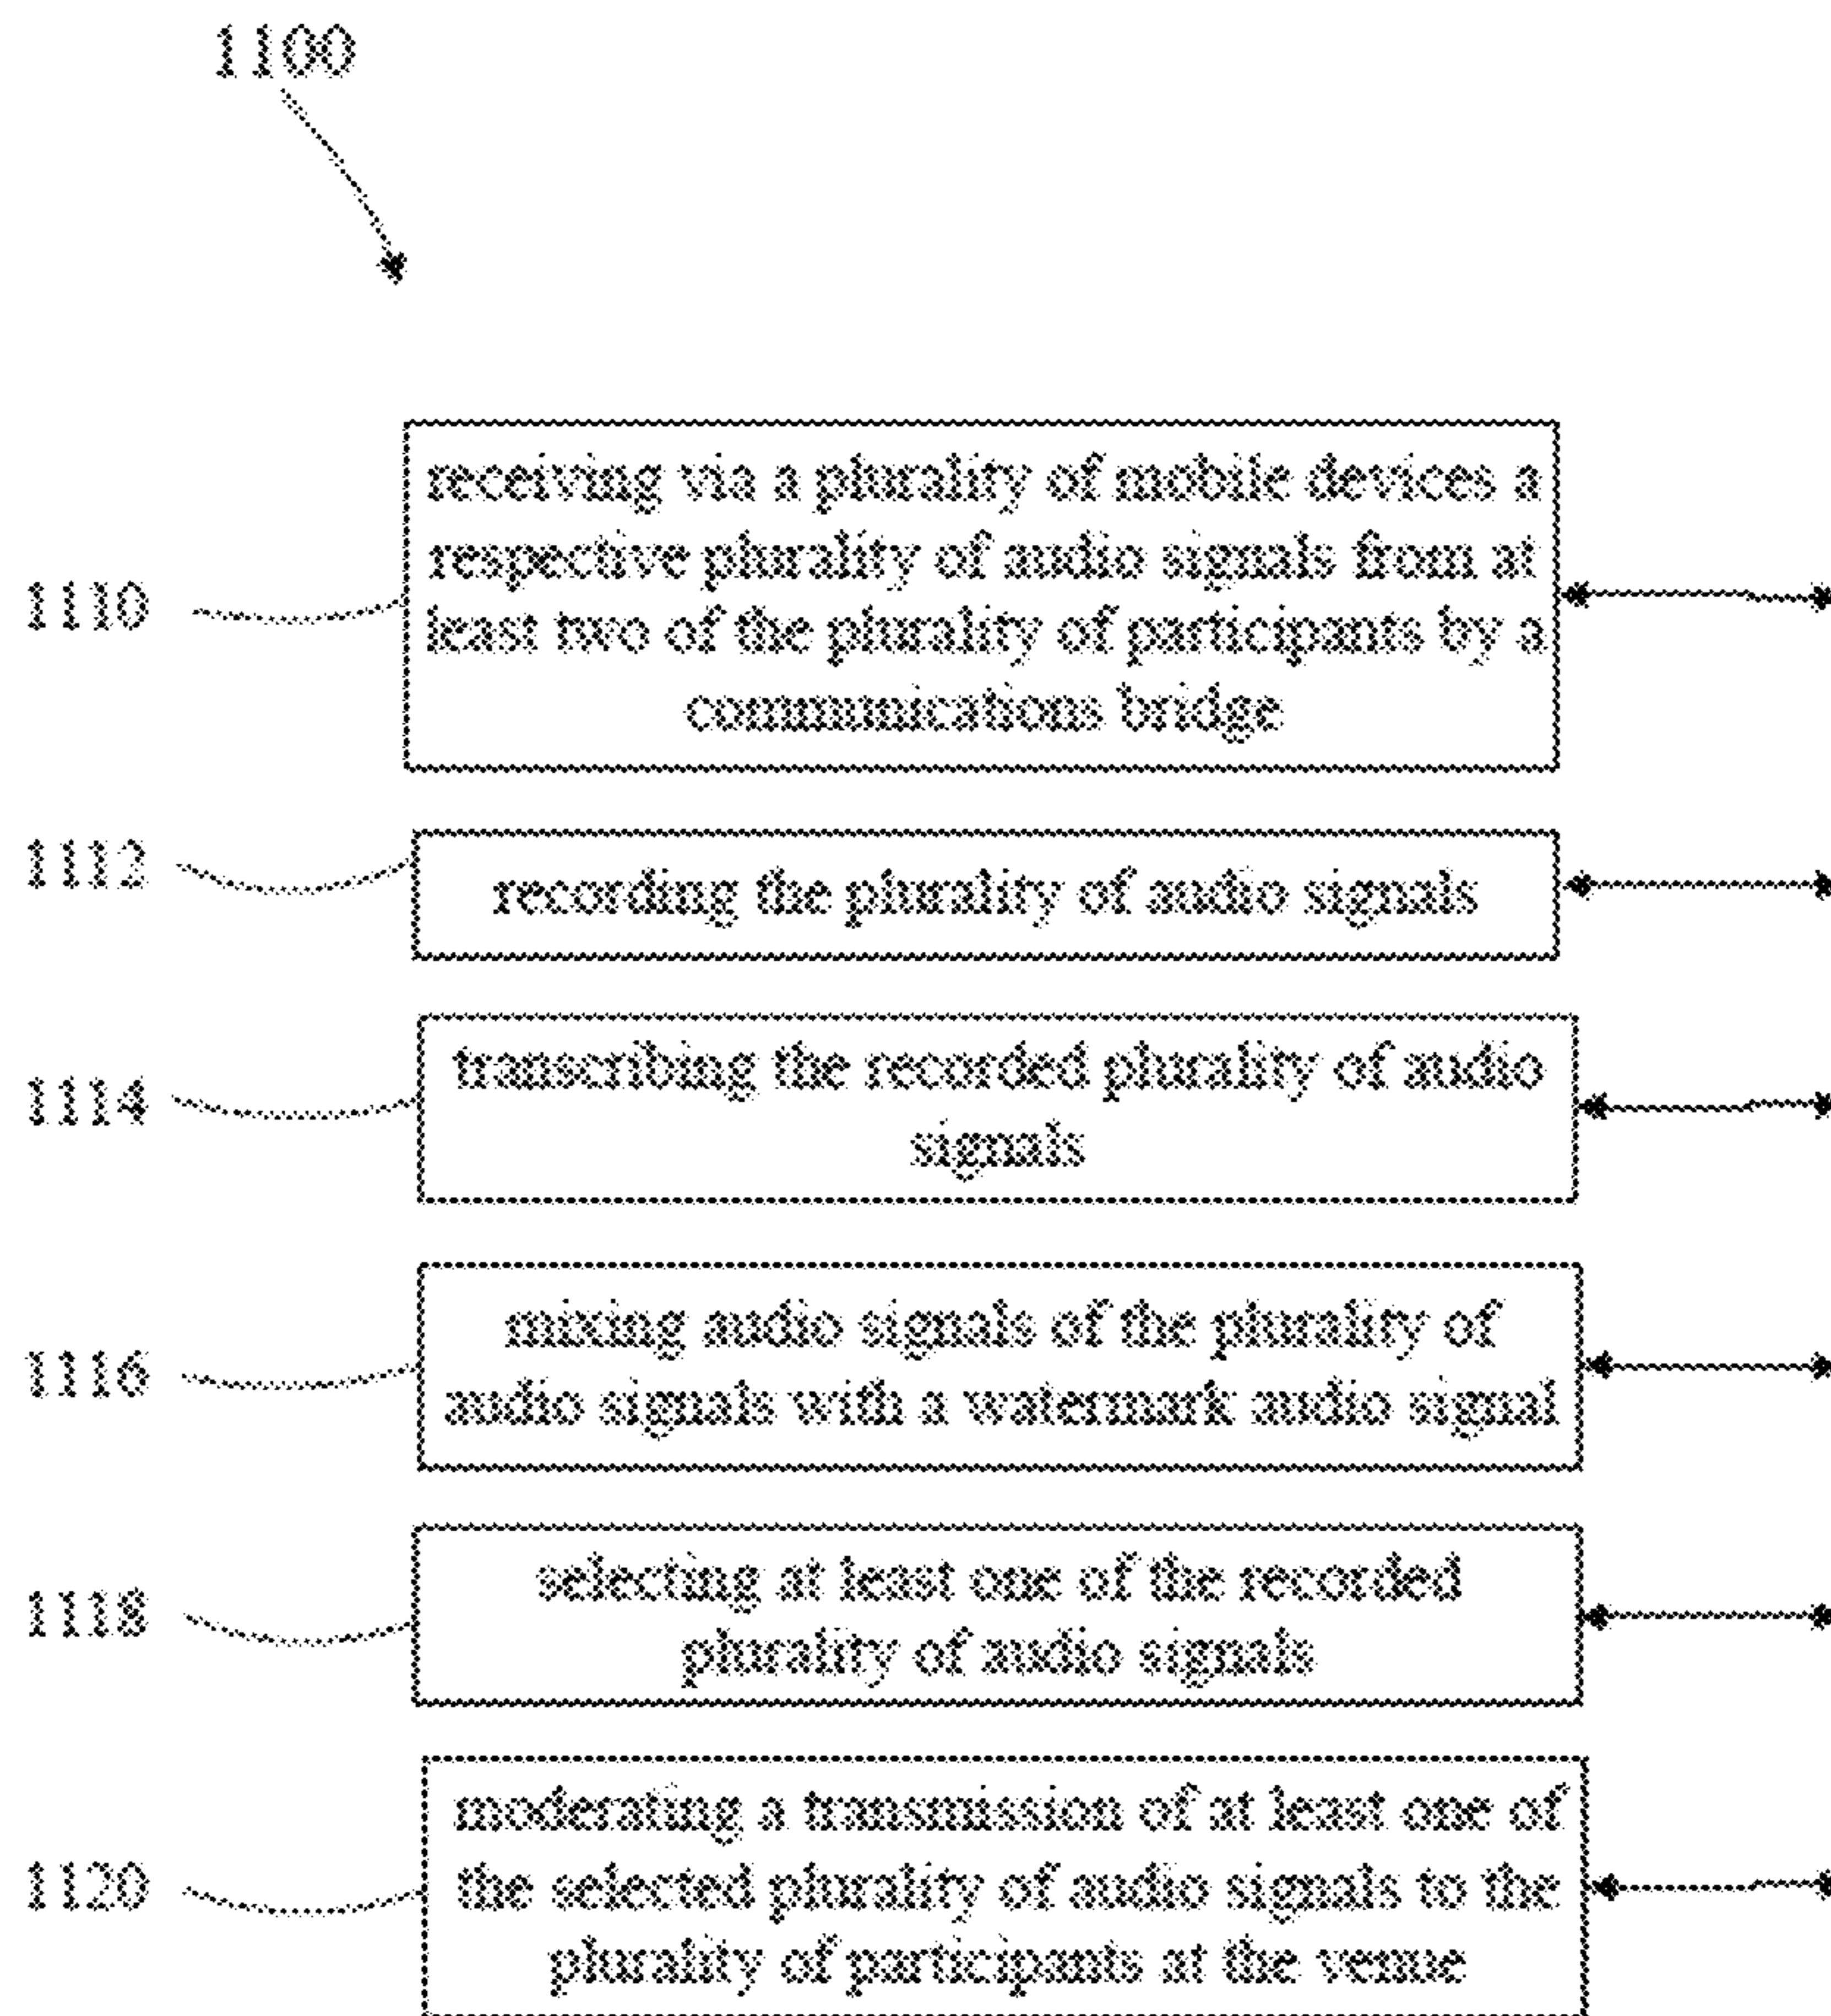 1100
1110
receiving via a plurality of mobile devices a
respective plurality of audio signals from at
least two of the plurality of participants by a
communications bridge
1112
recording the plurality of audio signals
1114
transcribing the recorded plurality of audio
signals
1116
mixing audio signals of the plurality of
audio signals with a watermark audio signal
1118
selecting at least one of the recorded
plurality of audio signals
1120
moderating a transmission of at least one of
the selected plurality of audio signals to the
plurality of participants at the venue